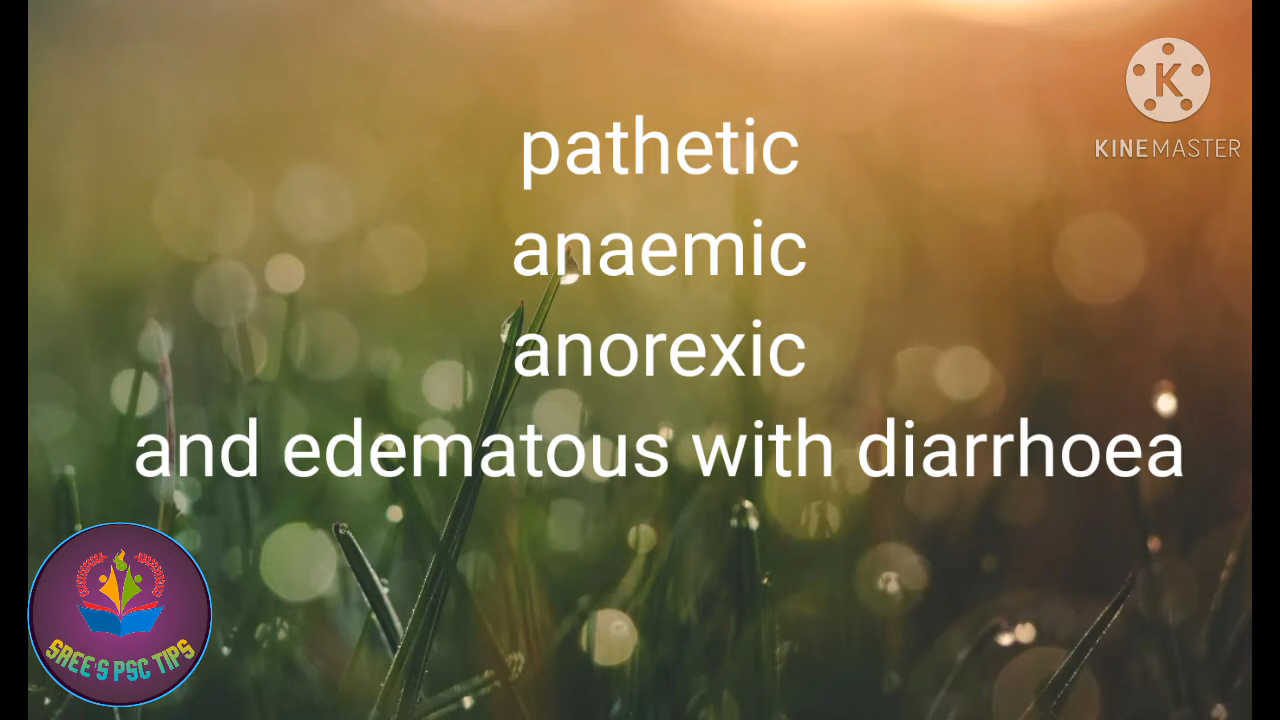 K
KINEMASTER
pathetic
anaemic
anorexic
and edematous with diarrhoea
SREE'S PSC TIPS